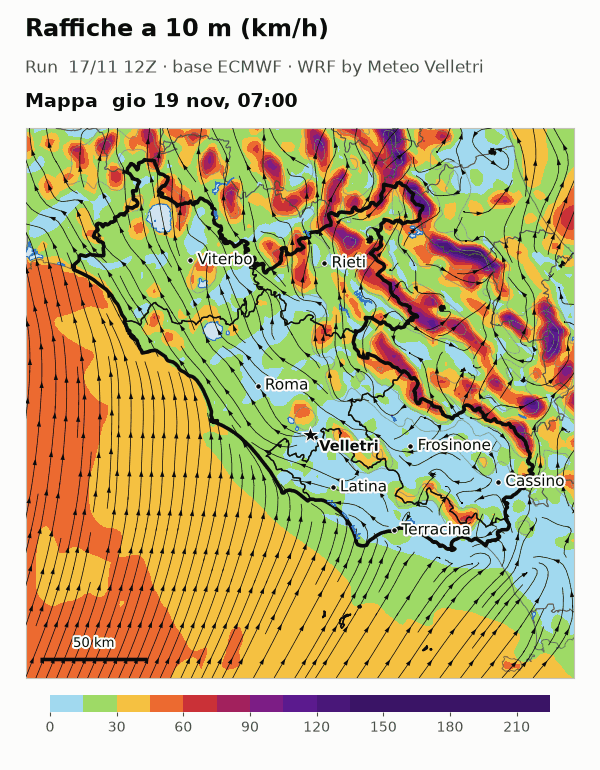 Raffiche a 10 m (km/h)
Run 17/11 12Z · base ECMWF · WRF by Meteo Velletri
Mappa gio 19 nov, 07:00
Viterbo
Rieti
Roma
Velletri
Frosinone
Latina
Cassino
Terracina
50 km
0 30 60 90 120 150 180 210